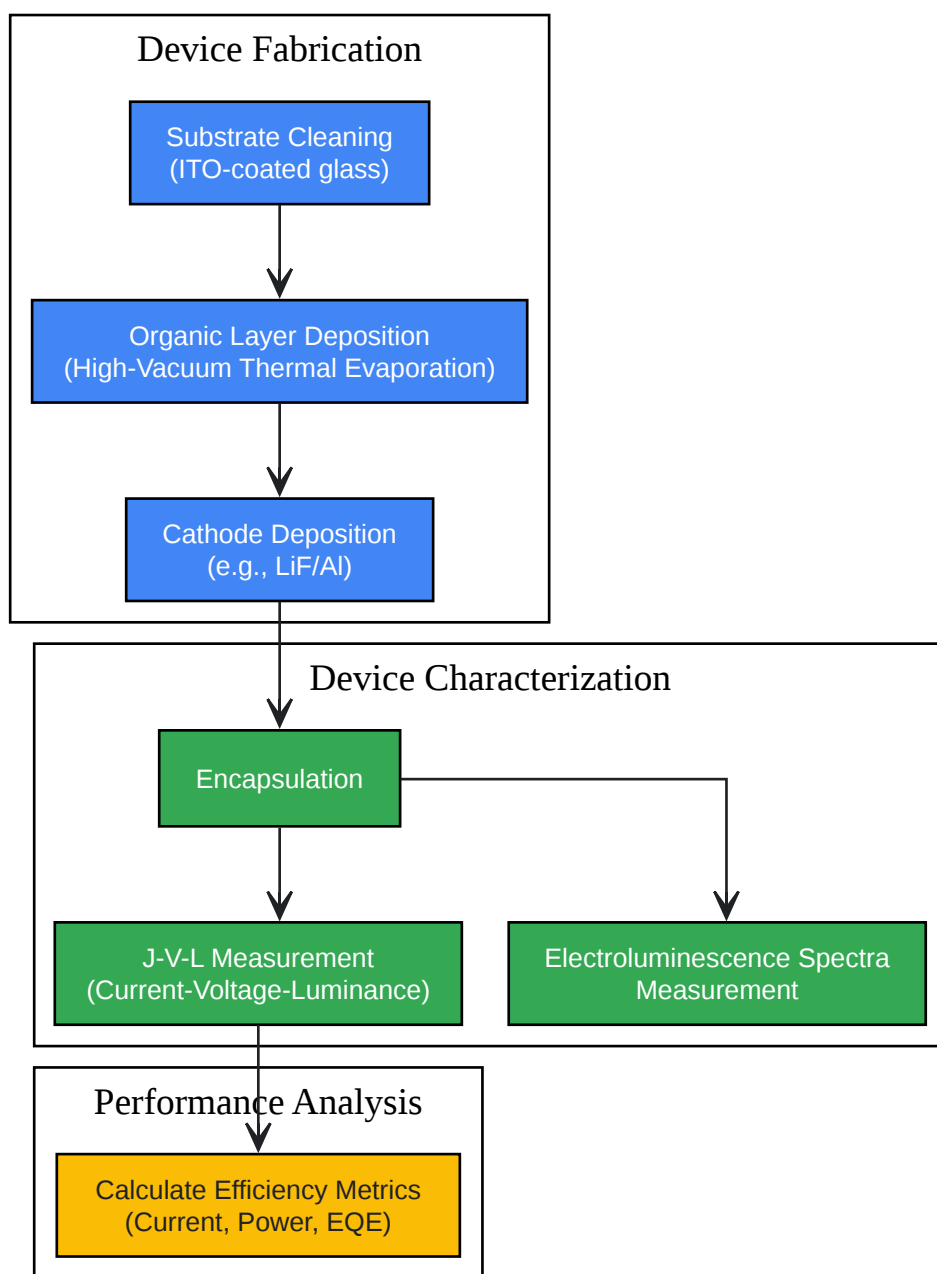 Device Fabrication
Substrate Cleaning
(ITO-coated glass)
Organic Layer Deposition
(High-Vacuum Thermal Evaporation)
Cathode Deposition
(e.g., LiF/Al)
Device Characterization
Encapsulation
J-V-L Measurement
(Current-Voltage-Luminance)
Electroluminescence Spectra
Measurement
Performance Analysis
Calculate Efficiency Metrics
(Current, Power, EQE)